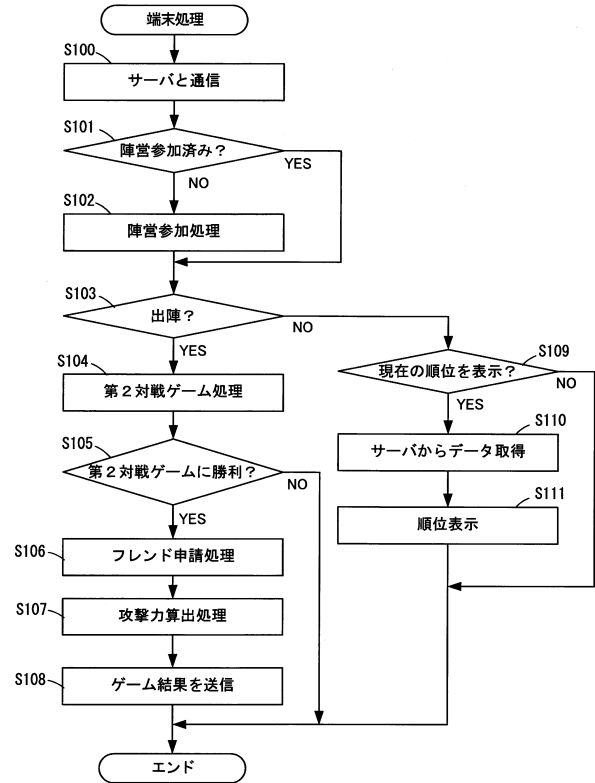 端末処理
S100
サーバと通信
S101
陣営参加済み？
YES
NO
S102
陣営参加処理
S103
出陣？
NO
YES
S104
第２対戦ゲーム処理
S109
現在の順位を表示？
NO
YES
S105
第２対戦ゲームに勝利？
NO
YES
S110
サーバからデータ取得
S111
順位表示
S106
フレンド申請処理
S107
攻撃力算出処理
S108
ゲーム結果を送信
エンド